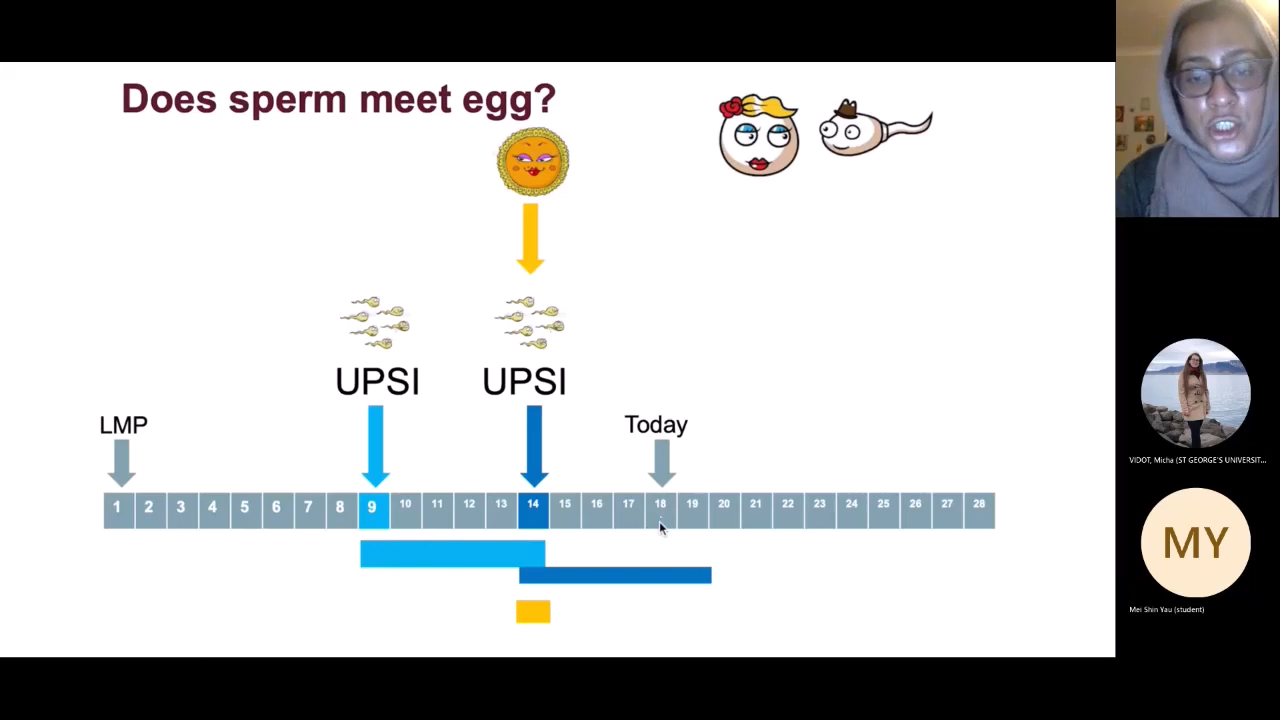 Does sperm meet egg?
UPSI UPSI
LMP Today
1 2 3 4 5 6 7 8 9 10 11 12 13 14 15 16 17 18 19 20 21 22 23 24 25 26 27 28
VIDOT, Micha (ST GEORGE'S UNIVERSIT...
MY
Mei Shin Yau (student)